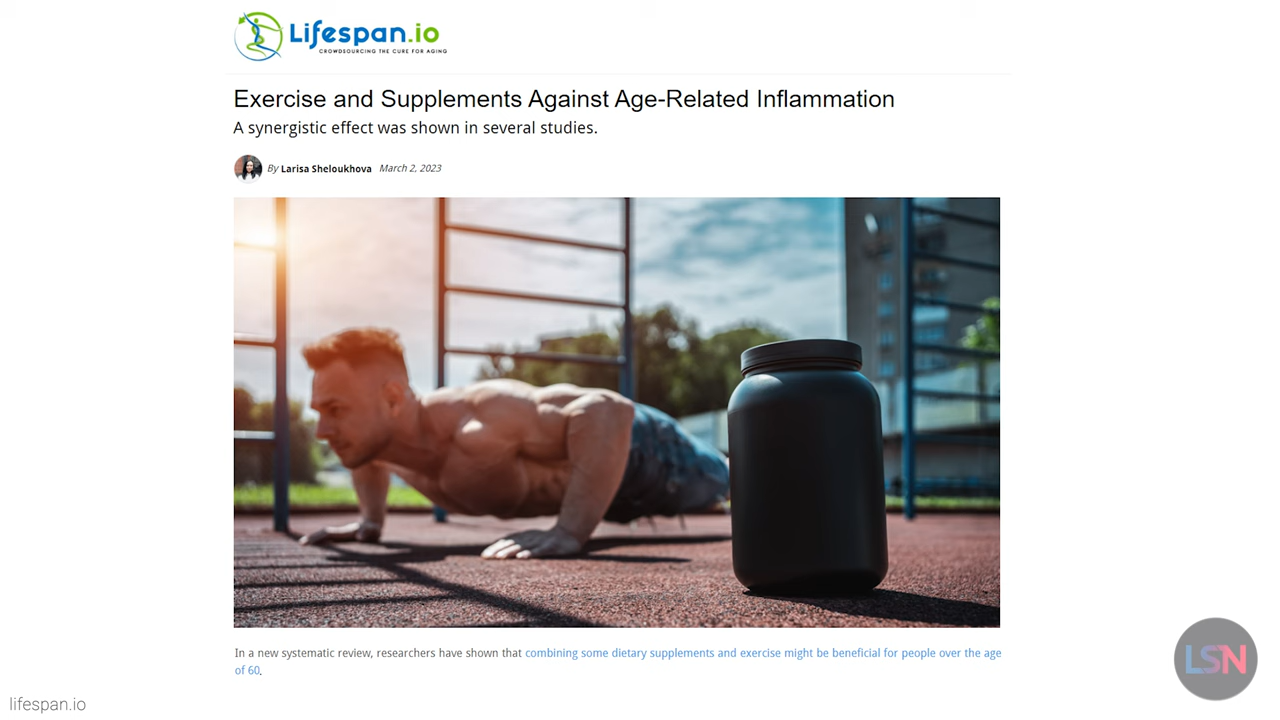 Lifespan.io
CROWDSOURCING THE CURE FOR AGING
Exercise and Supplements Against Age-Related Inflammation
A synergistic effect was shown in several studies.
By Larisa Sheloukhova March 2, 2023
In a new systematic review, researchers have shown that combining some dietary supplements and exercise might be beneficial for people over the age
of 60.
LSN
lifespan.io